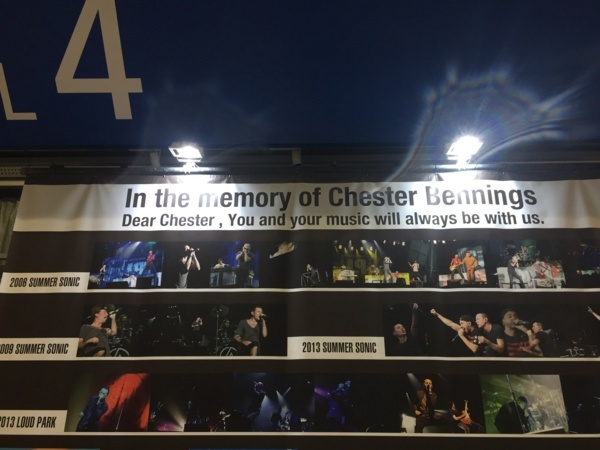 4
In the memory of Chester Bennings
Dear Chester , You and your music will always be with us.
2006 SUMMER SONIC
2009 SUMMER SONIC
2013 SUMMER SONIC
2013 LOUD PARK